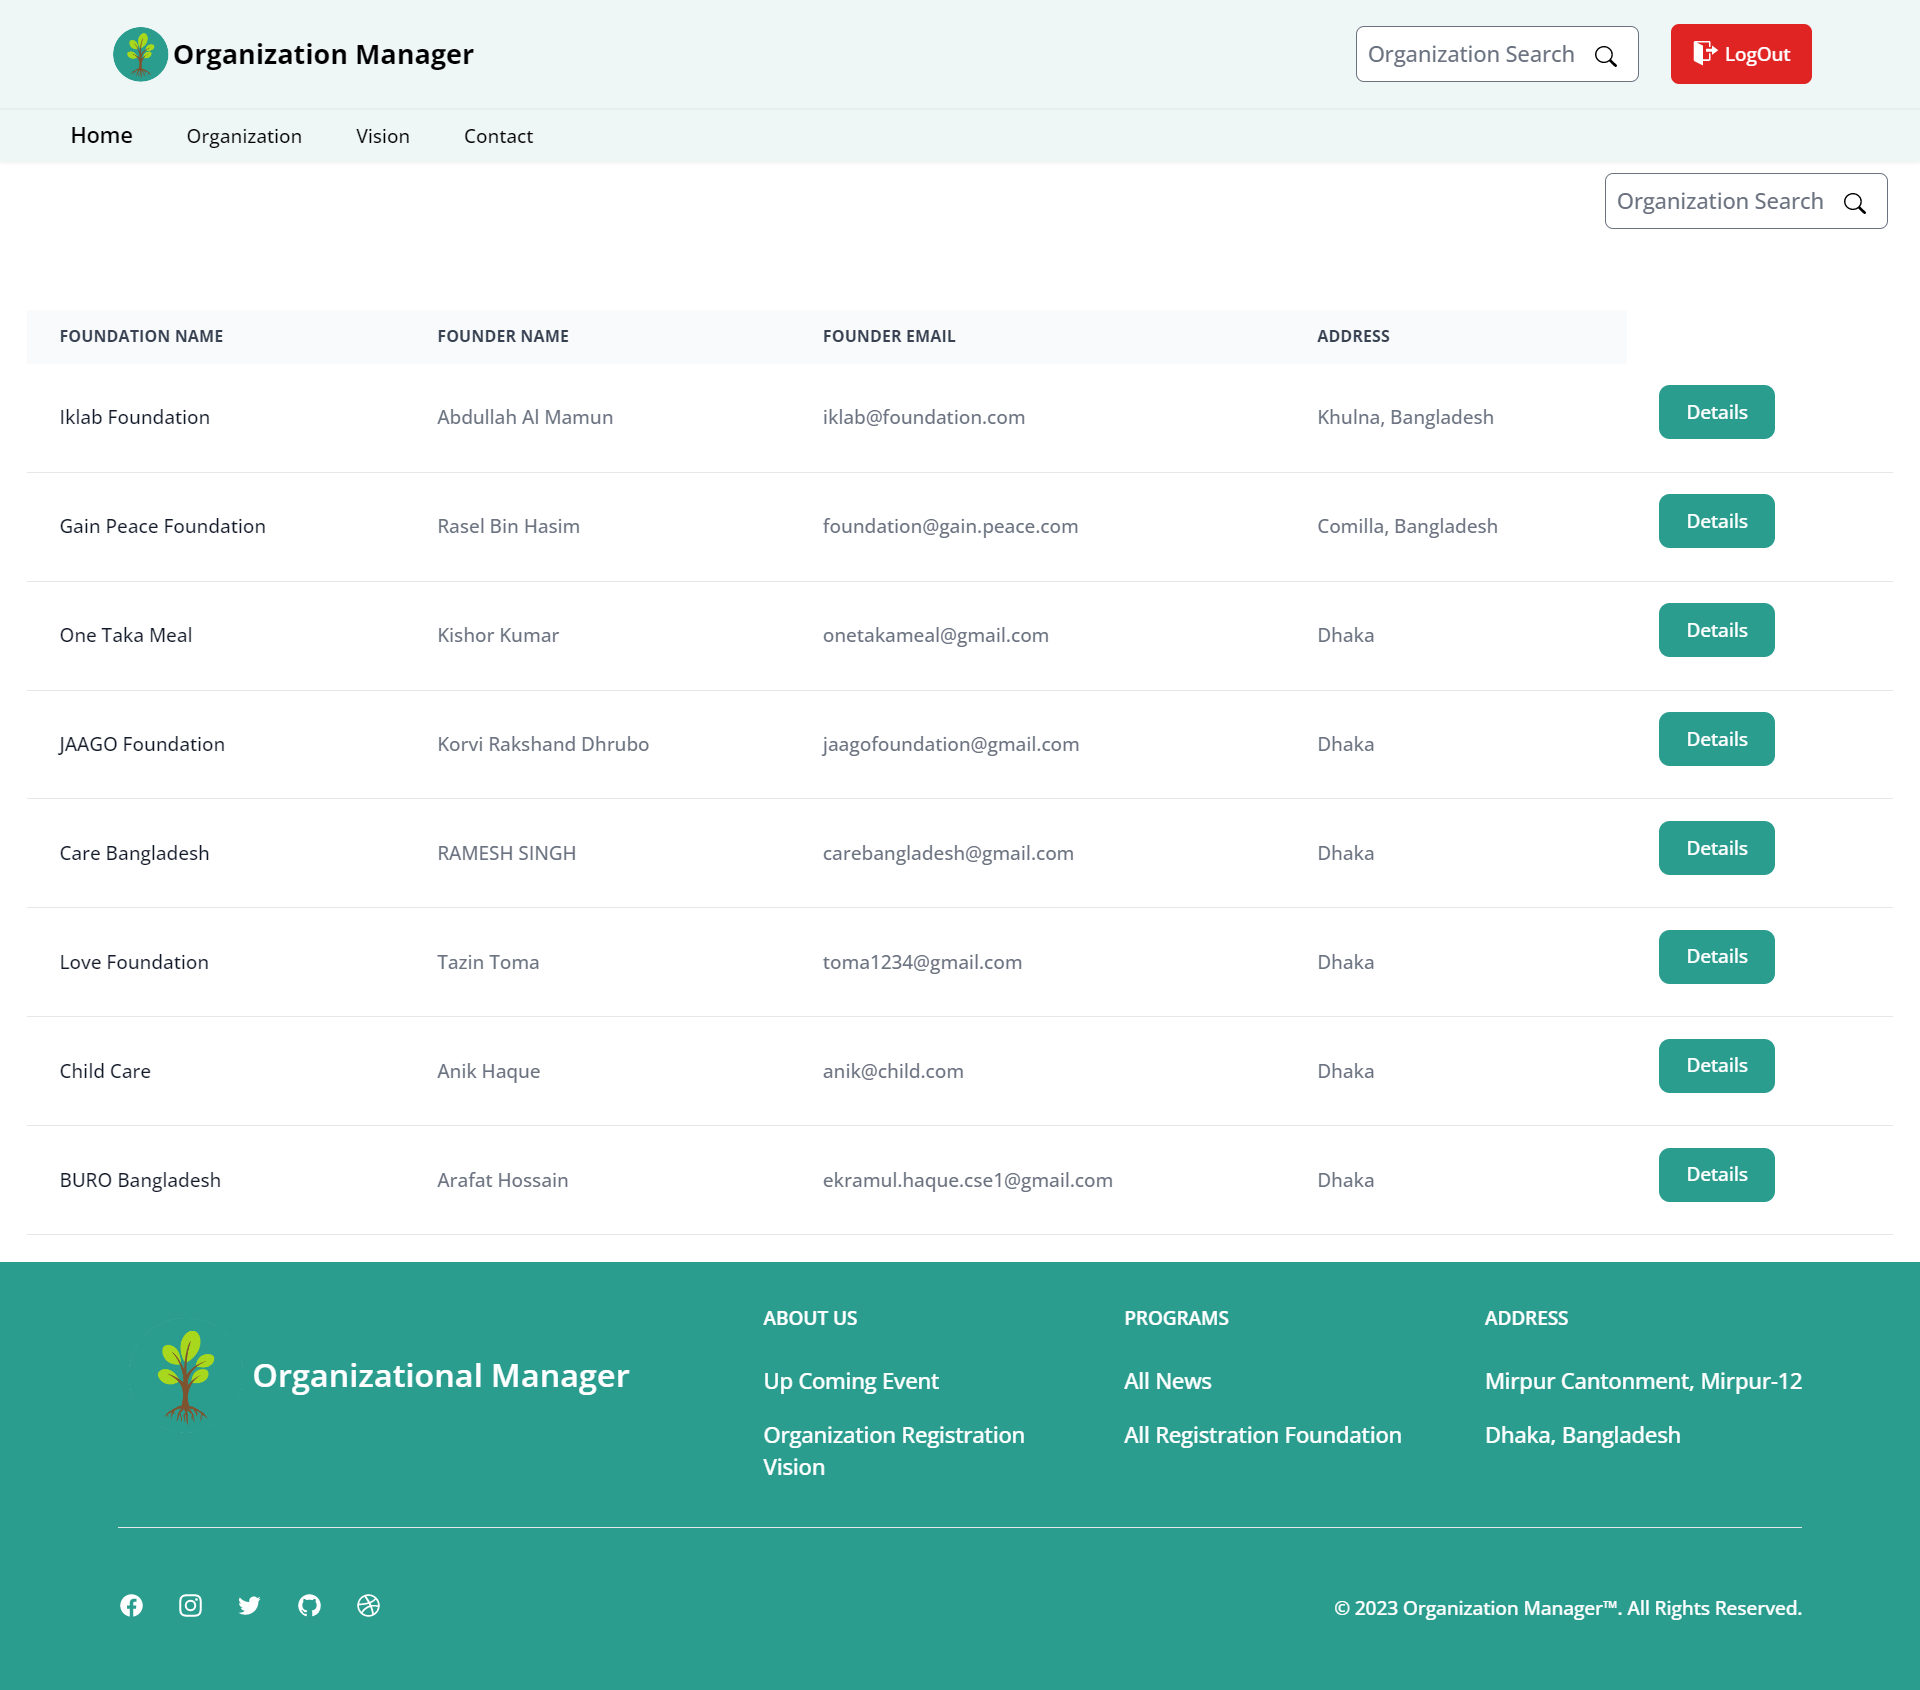 Organization Manager
Organization Search
LogOut
Home Organization Vision Contact
Organization Search
FOUNDATION NAME FOUNDER NAME FOUNDER EMAIL ADDRESS
Iklab Foundation Abdullah Al Mamun iklab@foundation.com Khulna, Bangladesh Details
Gain Peace Foundation Rasel Bin Hasim foundation@gain.peace.com Comilla, Bangladesh Details
One Taka Meal Kishor Kumar onetakameal@gmail.com Dhaka Details
JAAGO Foundation Korvi Rakshand Dhrubo jaagofoundation@gmail.com Dhaka Details
Care Bangladesh RAMESH SINGH carebangladesh@gmail.com Dhaka Details
Love Foundation Tazin Toma toma1234@gmail.com Dhaka Details
Child Care Anik Haque anik@child.com Dhaka Details
BURO Bangladesh Arafat Hossain ekramul.haque.cse1@gmail.com Dhaka Details
Organizational Manager
ABOUT US
Up Coming Event
Organization Registration
Vision
PROGRAMS
All News
All Registration Foundation
ADDRESS
Mirpur Cantonment, Mirpur-12
Dhaka, Bangladesh
© 2023 Organization Manager™. All Rights Reserved.